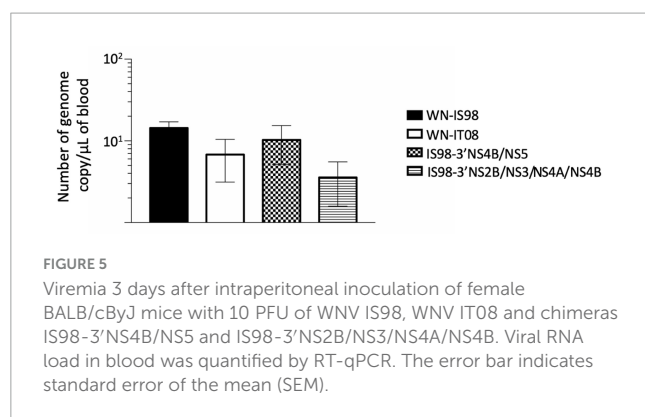 Number of genome
copy/µL of blood
10²
10¹
WN-IS98
WN-IT08
IS98-3′NS4B/NS5
IS98-3′NS2B/NS3/NS4A/NS4B
FIGURE 5
Viremia 3 days after intraperitoneal inoculation of female
BALB/cByJ mice with 10 PFU of WNV IS98, WNV IT08 and chimeras
IS98-3′NS4B/NS5 and IS98-3′NS2B/NS3/NS4A/NS4B. Viral RNA
load in blood was quantified by RT-qPCR. The error bar indicates
standard error of the mean (SEM).